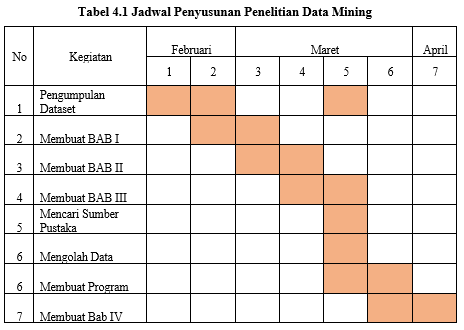 Tabel 4.1 Jadwal Penyusunan Penelitian Data Mining
No Kegiatan Februari Maret April
1 2 3 4 5 6 7
1 Pengumpulan
Dataset
2 Membuat BAB I
3 Membuat BAB II
4 Membuat BAB III
5 Mencari Sumber
Pustaka
6 Mengolah Data
6 Membuat Program
7 Membuat Bab IV